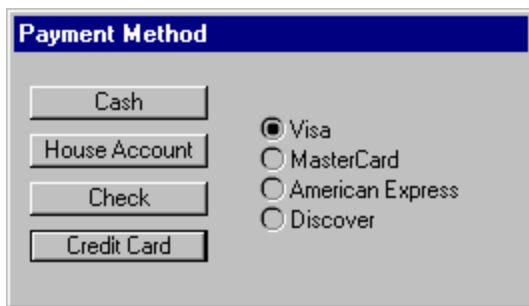 Payment Method
Cash
House Account
Check
Credit Card
Visa
MasterCard
American Express
Discover